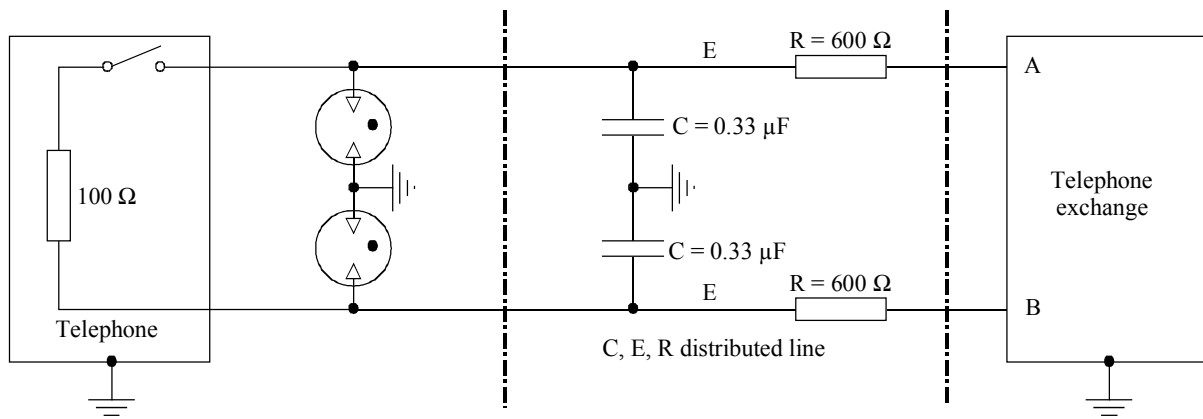 E
R = 600 Ω
A
C = 0.33 µF
100 Ω
Telephone
exchange
C = 0.33 µF
E
R = 600 Ω
B
Telephone
C, E, R distributed line